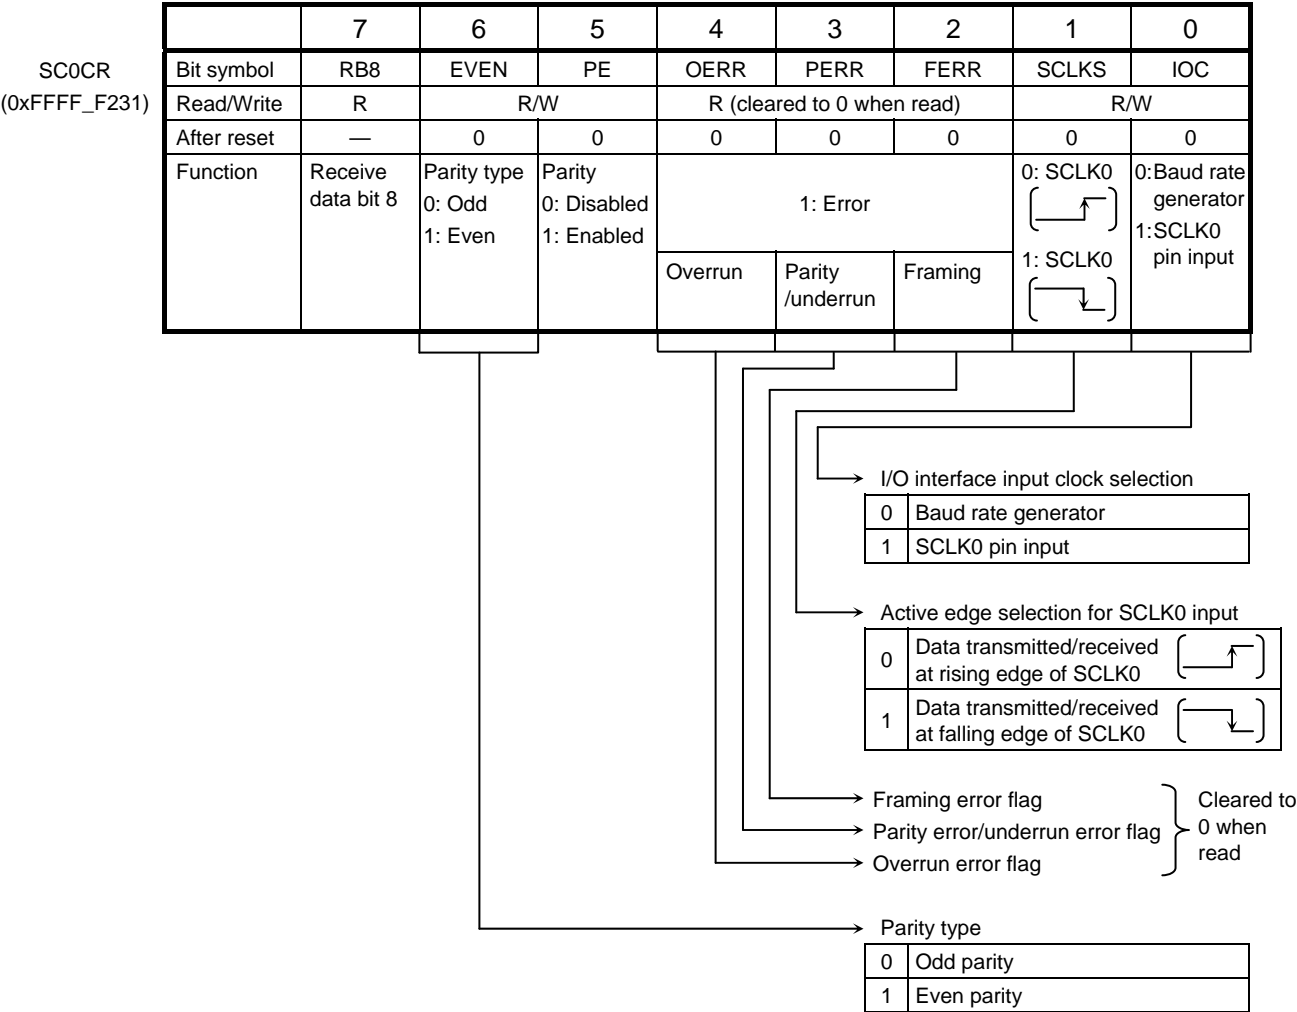 7 6 5 4 3 2 1 0
SC0CR Bit symbol RB8 EVEN PE OERR PERR FERR SCLKS IOC
(0xFFFF_F231) Read/Write R R/W R (cleared to 0 when read) R/W
After reset — 0 0 0 0 0 0 0
Function
Receive
data bit 8
Parity type
0: Odd
1: Even
Parity
0: Disabled
1: Enabled
1: Error
Overrun
Parity
/underrun
Framing
0: SCLK0
1: SCLK0
0:Baud rate
generator
1:SCLK0
pin input
I/O interface input clock selection
0 Baud rate generator
1 SCLK0 pin input
Active edge selection for SCLK0 input
0 Data transmitted/received
at rising edge of SCLK0
1 Data transmitted/received
at falling edge of SCLK0
Framing error flag
Parity error/underrun error flag
Overrun error flag
Cleared to
0 when
read
Parity type
0 Odd parity
1 Even parity